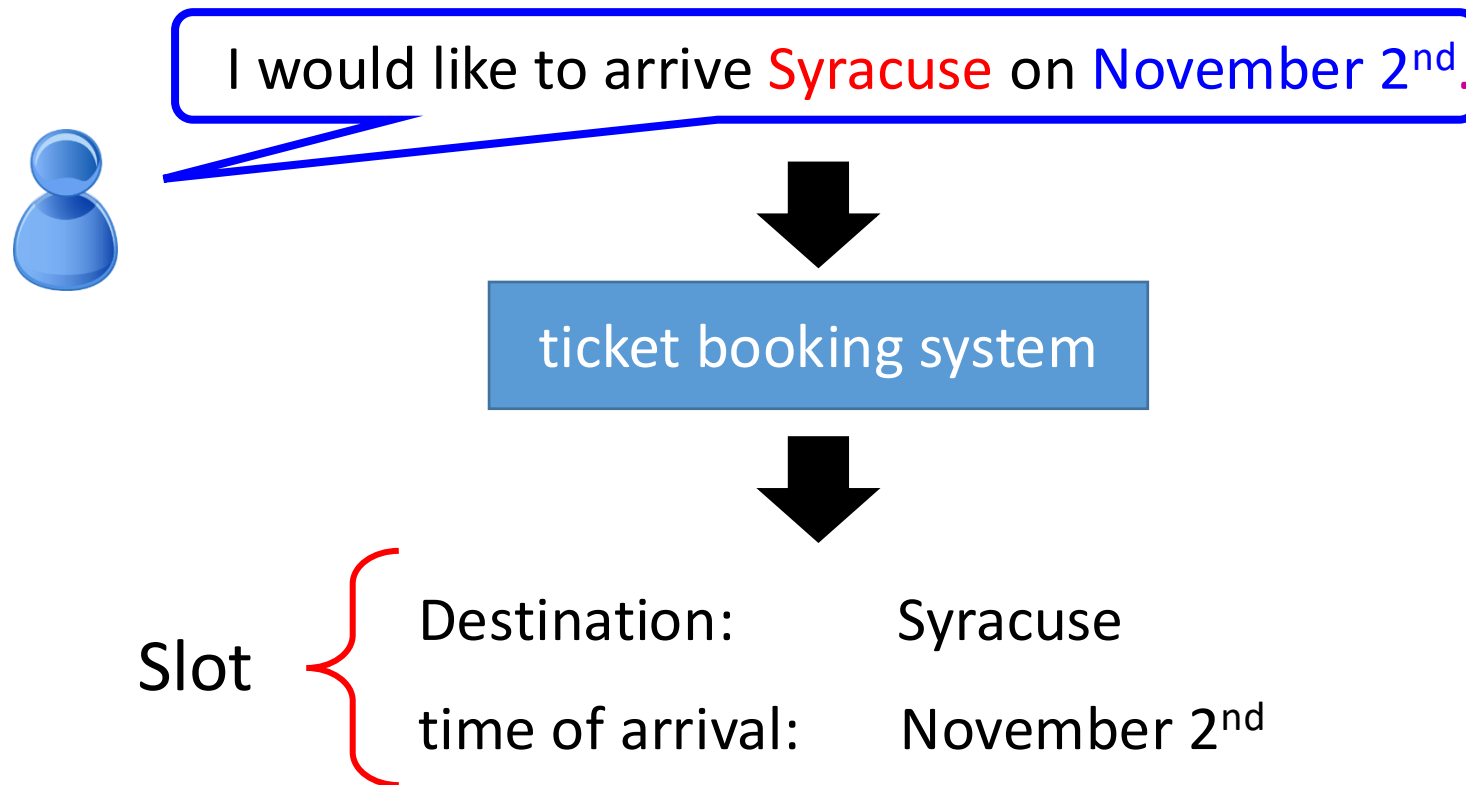 I would like to arrive Syracuse on November 2nd.
ticket booking system
Slot
Destination: Syracuse
time of arrival: November 2nd